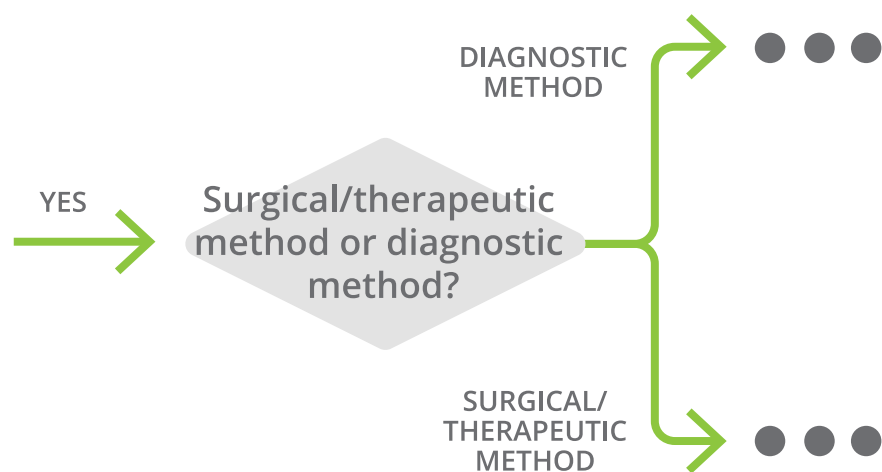 DIAGNOSTIC
METHOD
YES
Surgical/therapeutic
method or diagnostic
method?
SURGICAL/
THERAPEUTIC
METHOD